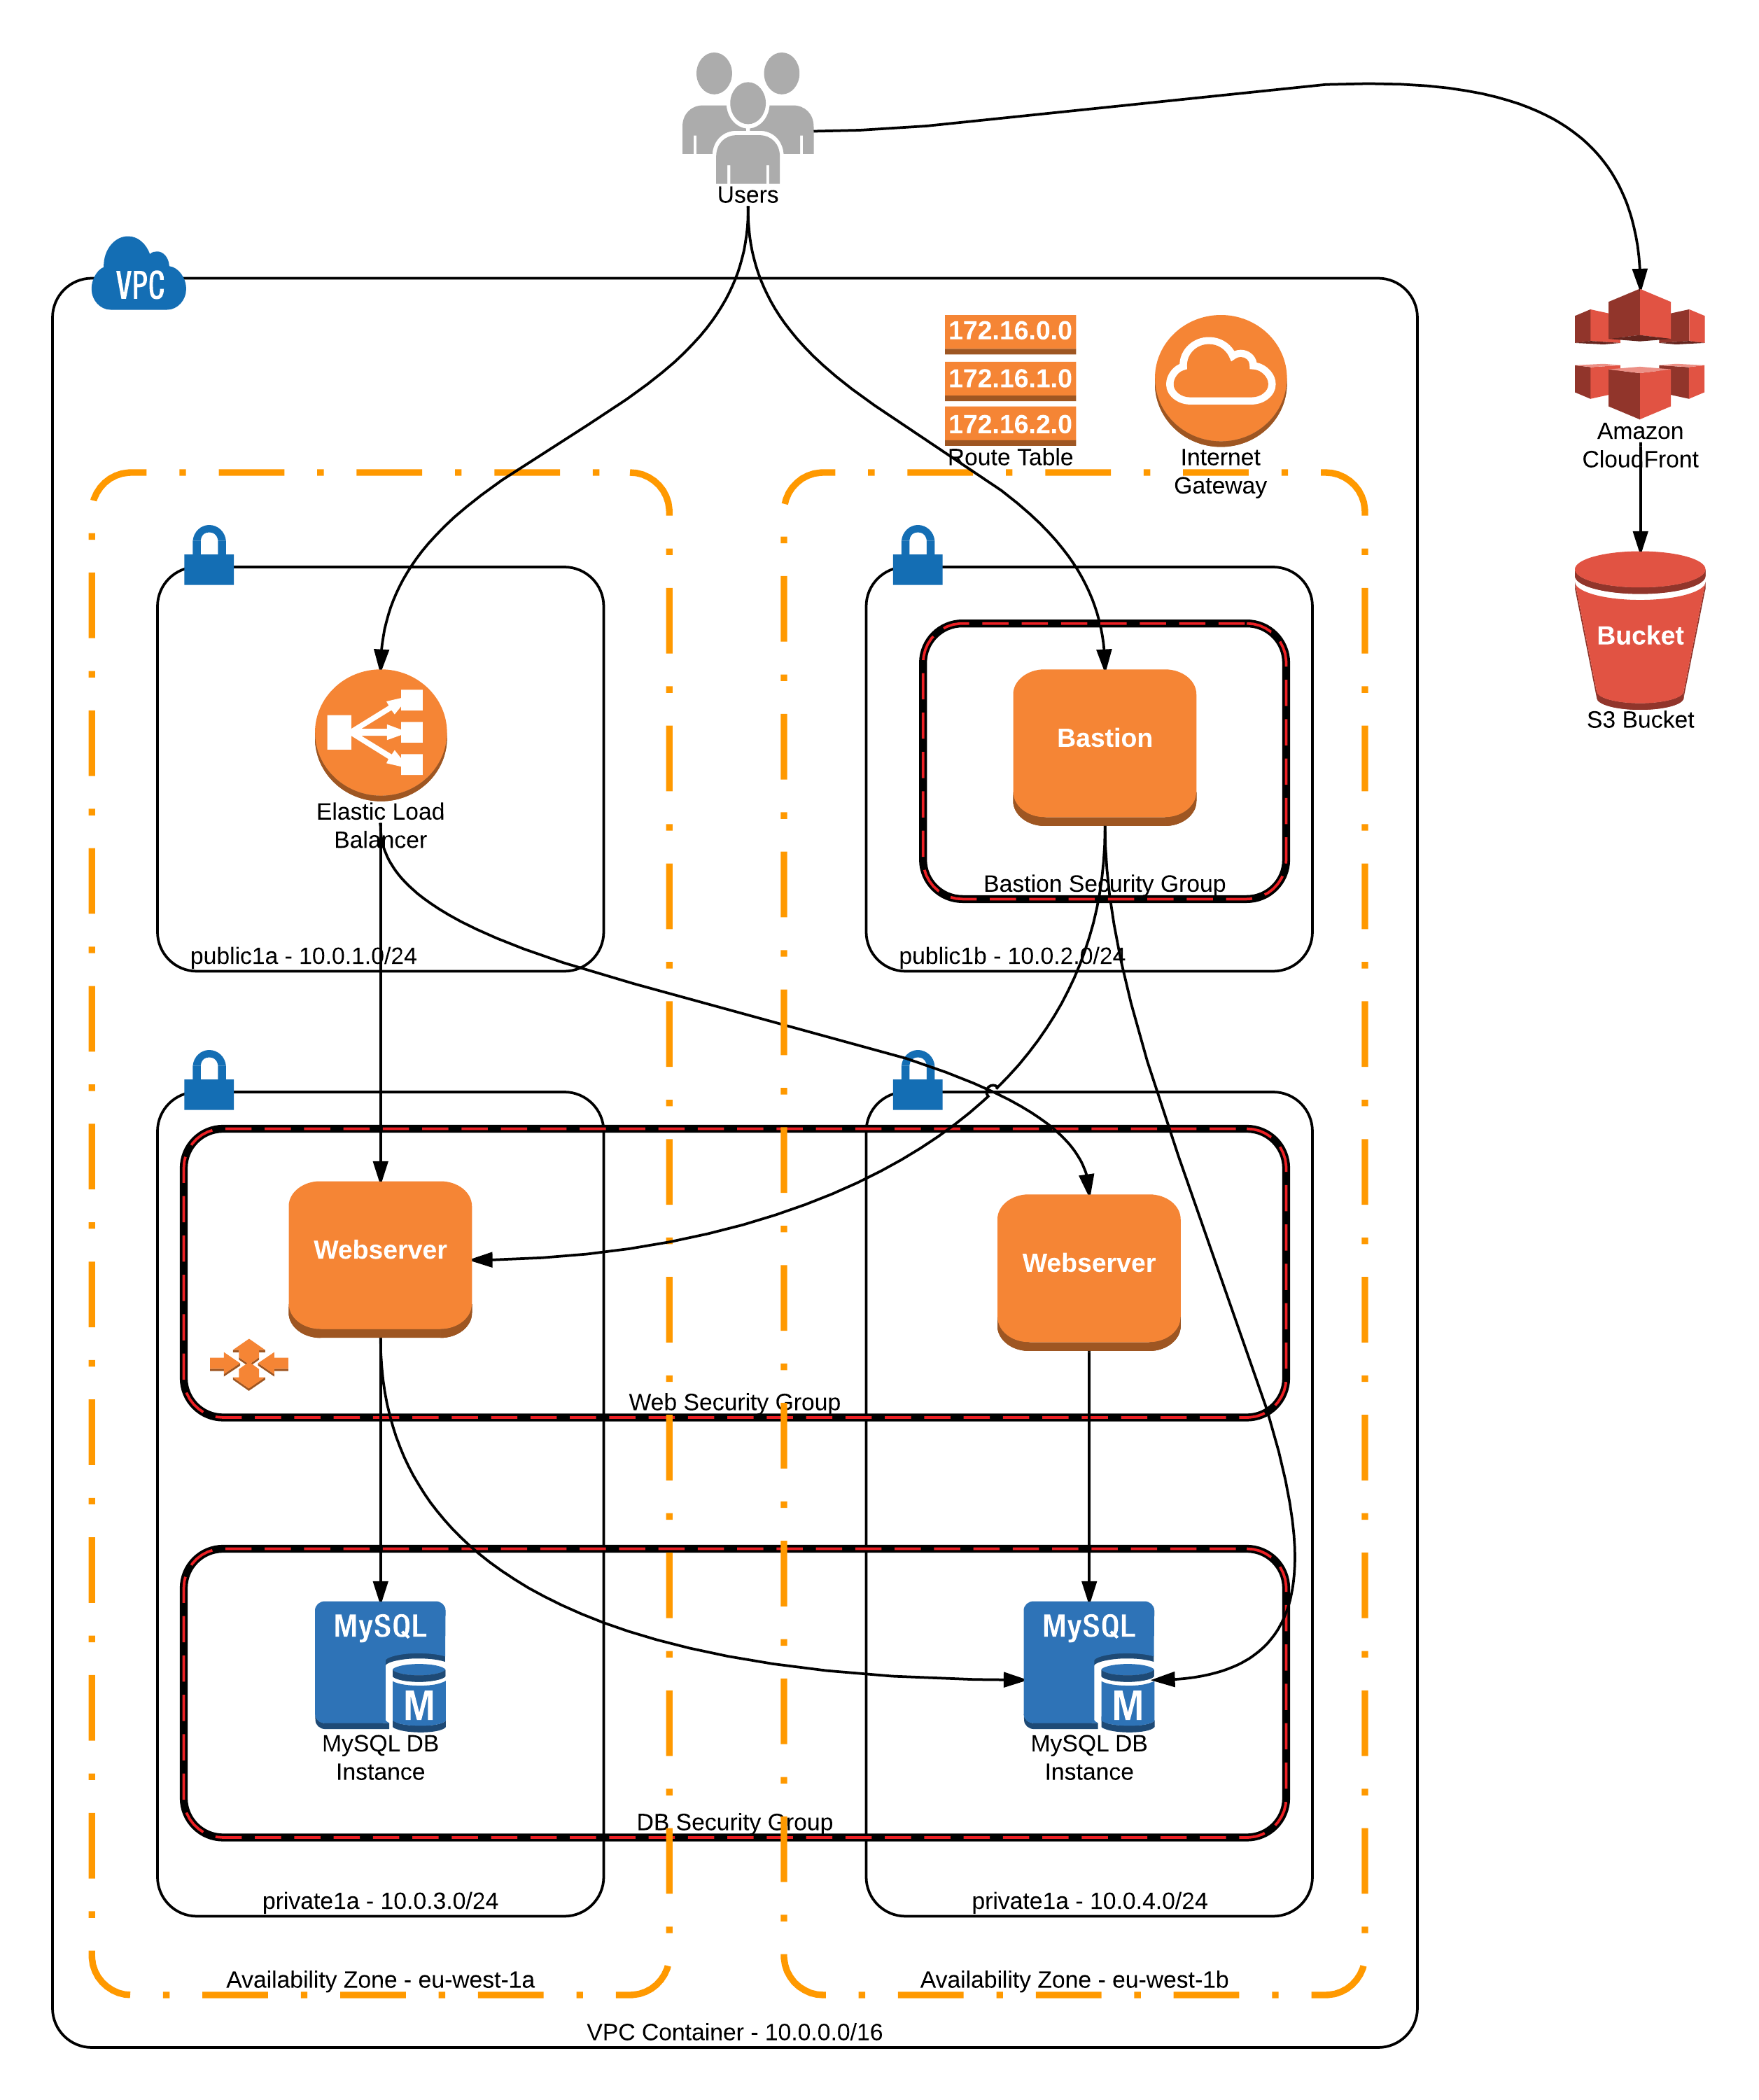 Users
VPC
172.16.0.0
172.16.1.0
172.16.2.0
Route Table
Internet
Gateway
Amazon
CloudFront
Bucket
S3 Bucket
Elastic Load
Balancer
public1a - 10.0.1.0/24
Bastion
Bastion Security Group
public1b - 10.0.2.0/24
Webserver
Webserver
Web Security Group
MySQL
M
MySQL DB
Instance
MySQL
M
MySQL DB
Instance
DB Security Group
private1a - 10.0.3.0/24
private1a - 10.0.4.0/24
Availability Zone - eu-west-1a
Availability Zone - eu-west-1b
VPC Container - 10.0.0.0/16